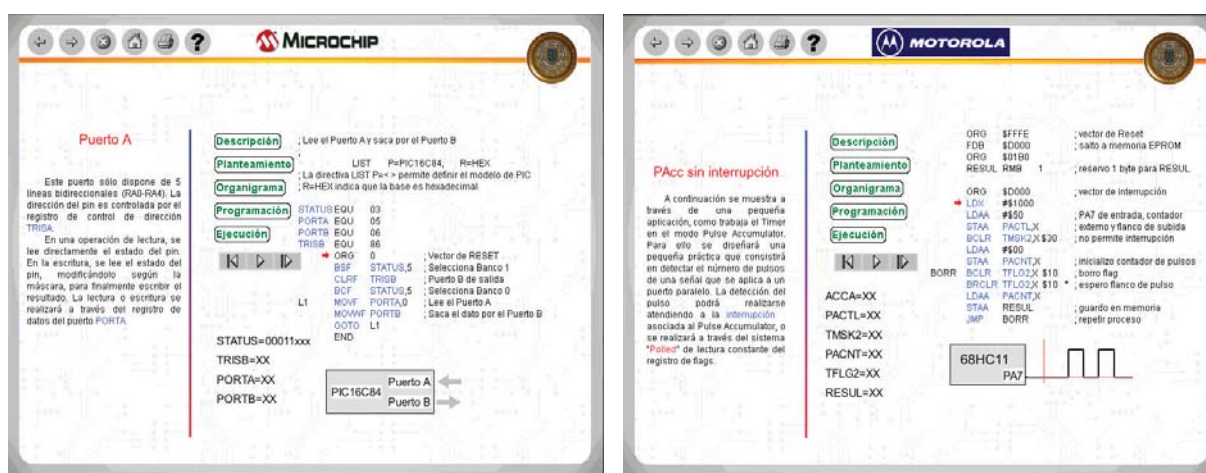 ?
MICROCHIP
Puerto A
Este puerto sólo dispone de 5
líneas bidireccionales (RA0-RA4). La
dirección del pin es controlada por el
registro de control de dirección
TRISA.
En una operación de lectura, se
lee directamente el estado del pin.
En la escritura, se lee el estado del
pin, modificándolo según la
máscara, para finalmente escribir el
resultado. La lectura o escritura se
realizará a través del registro de
datos del puerto PORTA.
Descripción
Planteamiento
Organigrama
Programación
Ejecución
; Lee el Puerto A y saca por el Puerto B
;
LIST P=PIC16C84, R=HEX
; La directiva LIST P=< > permite definir el modelo de PIC
; R=HEX indica que la base es hexadecimal
STATUS EQU 03
PORTA EQU 05
PORTB EQU 06
TRISB EQU 86
ORG 0 ; Vector de RESET
BSF STATUS,5 ; Selecciona Banco 1
CLRF TRISB ; Puerto B de salida
BCF STATUS,5 ; Selecciona Banco 0
L1 MOVF PORTA,0 ; Lee el Puerto A
MOVWF PORTB ; Saca el dato por el Puerto B
GOTO L1
END
STATUS=00011xxx
TRISB=XX
PORTA=XX
PORTB=XX
PIC16C84
Puerto A
Puerto B
?
MOTOROLA
PAcc sin interrupción
A continuación se muestra a
través de una pequeña
aplicación, como trabaja el Timer
en el modo Pulse Accumulator.
Para ello se diseñará una
pequeña práctica que consistirá
en detectar el número de pulsos
de una señal que se aplica a un
puerto paralelo. La detección del
pulso podrá realizarse
atendiendo a la interrupción
asociada al Pulse Accumulator, o
se realizará a través del sistema
"Polled" de lectura constante del
registro de flags.
Descripción
Planteamiento
Organigrama
Programación
Ejecución
ORG $FFFE ; vector de Reset
FDB $D000 ; salto a memoria EPROM
ORG $01B0
RESUL RMB 1 ; reservo 1 byte para RESUL
ORG $D000 ; vector de interrupción
LDX #$1000
LDAA #$50 ; PA7 de entrada, contador
STAA PACTL,X ; externo y flanco de subida
BCLR TMSK2,X $30 ; no permite interrupción
LDAA #$00
STAA PACNT,X ; inicializo contador de pulsos
BORR BCLR TFLG2,X $10 ; borro flag
BRCLR TFLG2,X $10 * ; espero flanco de pulso
LDAA PACNT,X
STAA RESUL ; guardo en memoria
JMP BORR ; repetir proceso
ACCA=XX
PACTL=XX
TMSK2=XX
PACNT=XX
TFLG2=XX
RESUL=XX
68HC11
PA7